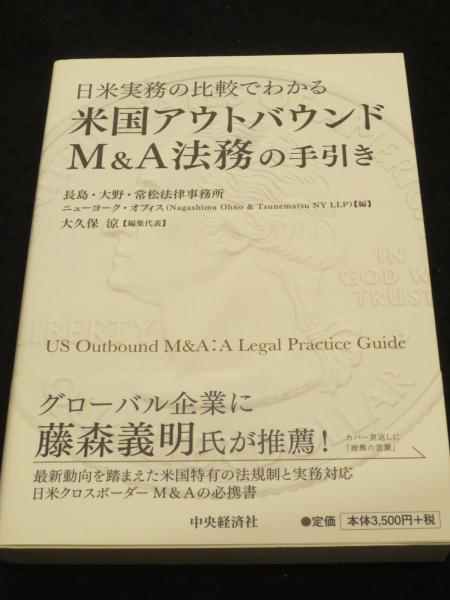 日米実務の比較でわかる
米国アウトバウンド
M&A法務の手引き
長島・大野・常松法律事務所
ニューヨーク・オフィス(Nagashima Ohno & Tsunematsu NY LLP)【編】
大久保 涼【編集代表】
LIBERTY
IN
GOD WE
TRUST
US Outbound M&A:A Legal Practice Guide
グローバル企業に
藤森義明氏が推薦!
カバー見返しに
「推薦の言葉」
最新動向を踏まえた米国特有の法規制と実務対応
日米クロスボーダーM&Aの必携書
中央経済社
●定価 本体3,500円+税